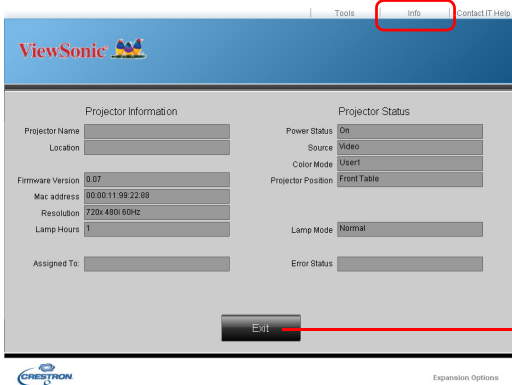 Tools Info Contact IT Help
ViewSonic
Projector Information
Projector Name
Location
Firmware Version 0.07
Mac address 00:00:11:99:22:88
Resolution 720x 480i 60Hz
Lamp Hours 1
Assigned To:
Projector Status
Power Status On
Source Video
Color Mode User1
Projector Position Front Table
Lamp Mode Normal
Error Status
Exit
CRESTRON
Expansion Options